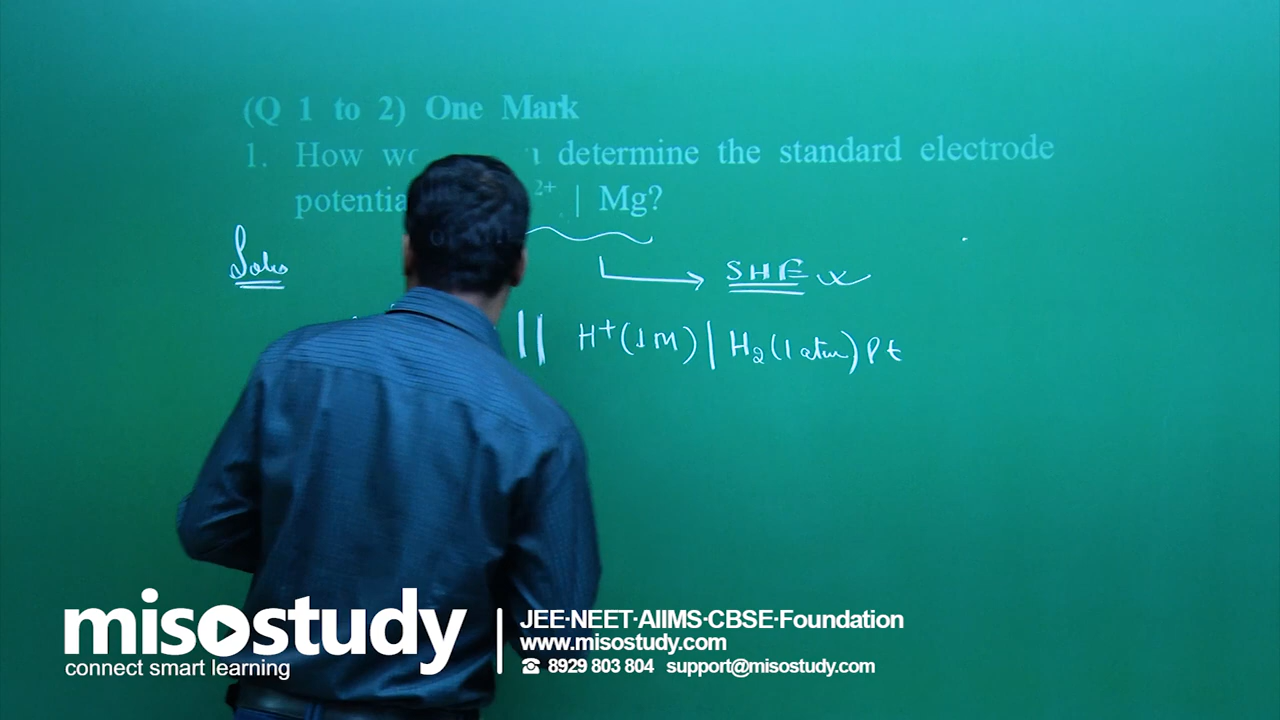 (Q 1 to 2) One Mark
1. How determine the standard electrode
2+ | Mg?
Soln
SHE
|| H+(1M) | H2(1 atm) Pt
misostudy
connect smart learning
JEE·NEET·AIIMS·CBSE·Foundation
www.misostudy.com
☎ 8929 803 804 support@misostudy.com